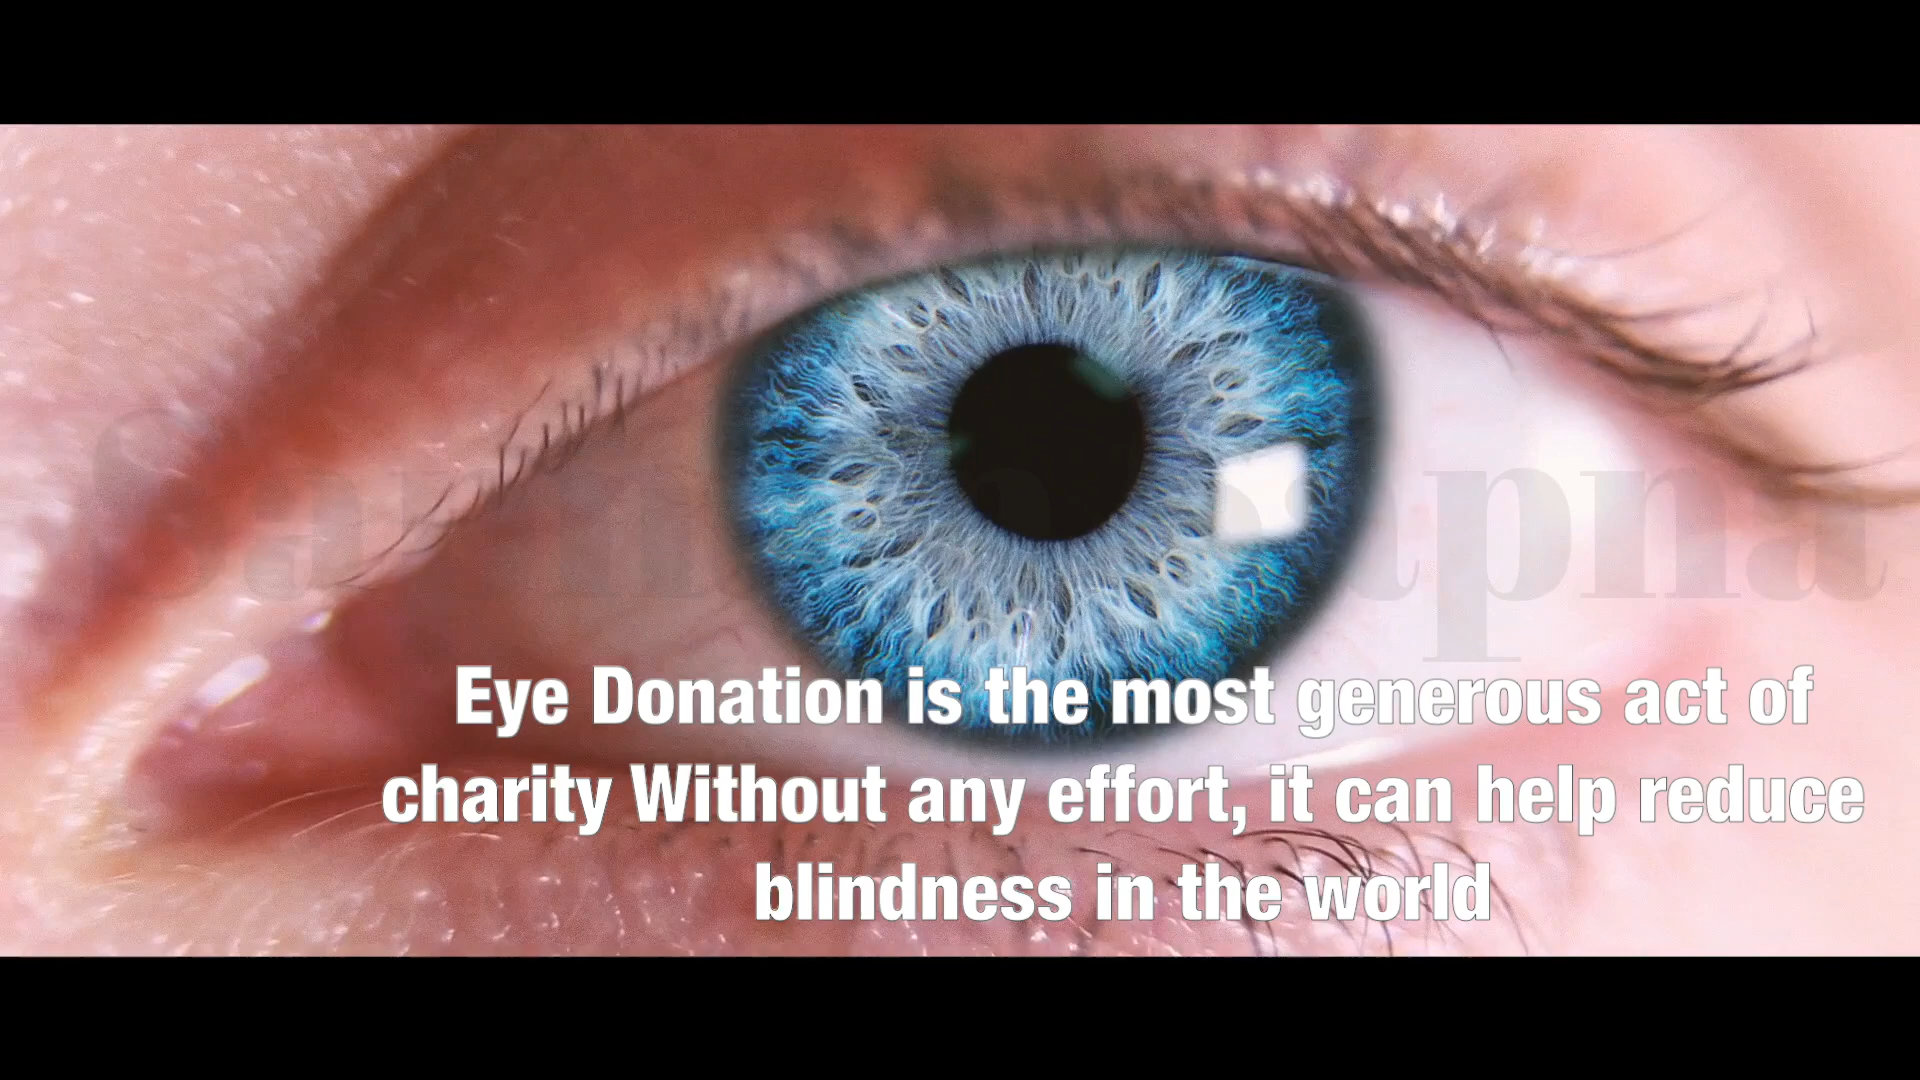 Eye Donation is the most generous act of
charity Without any effort, it can help reduce
blindness in the world